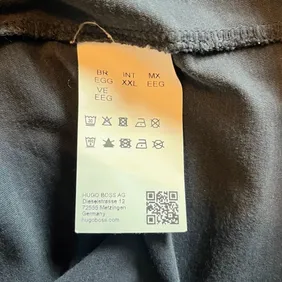 BR INT MX
EGG XXL EEG
VE
EEG
HUGO BOSS AG
Dieselstrasse 12
72555 Metzingen
Germany
hugoboss.com